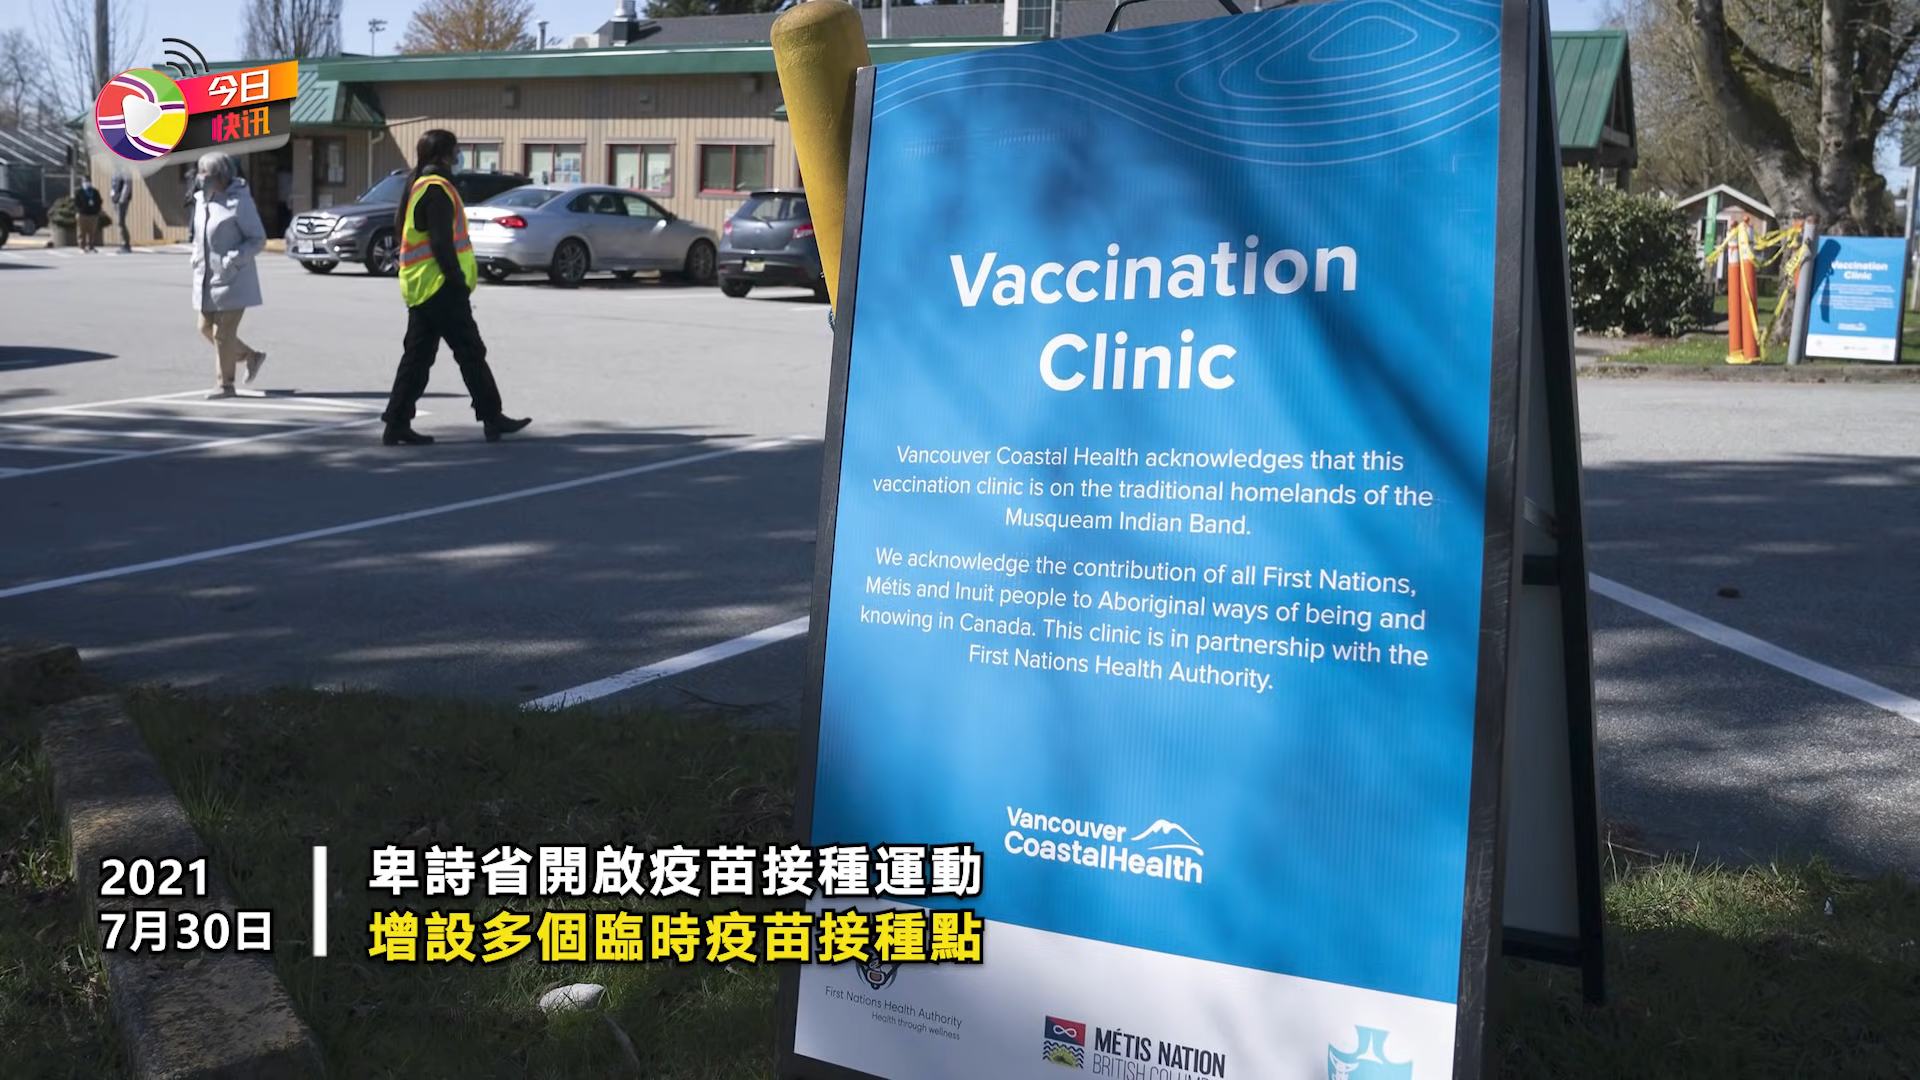 今日
快讯
Vaccination
Clinic
Vancouver Coastal Health acknowledges that this
vaccination clinic is on the traditional homelands of the
Musqueam Indian Band.
We acknowledge the contribution of all First Nations,
Métis and Inuit people to Aboriginal ways of being and
knowing in Canada. This clinic is in partnership with the
First Nations Health Authority.
Vancouver
CoastalHealth
First Nations Health Authority
Health through wellness
MÉTIS NATION
BRITISH
Vaccination
Clinic
2021
7月30日
卑詩省開啟疫苗接種運動
增設多個臨時疫苗接種點